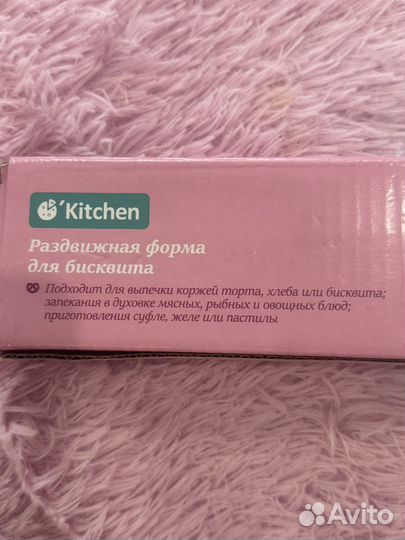 'Kitchen
Раздвижная форма
для бисквита
Подходит для выпечки коржей торта, хлеба или бисквита;
запекания в духовке мясных, рыбных и овощных блюд;
приготовления суфле, желе или пастилы
Avito